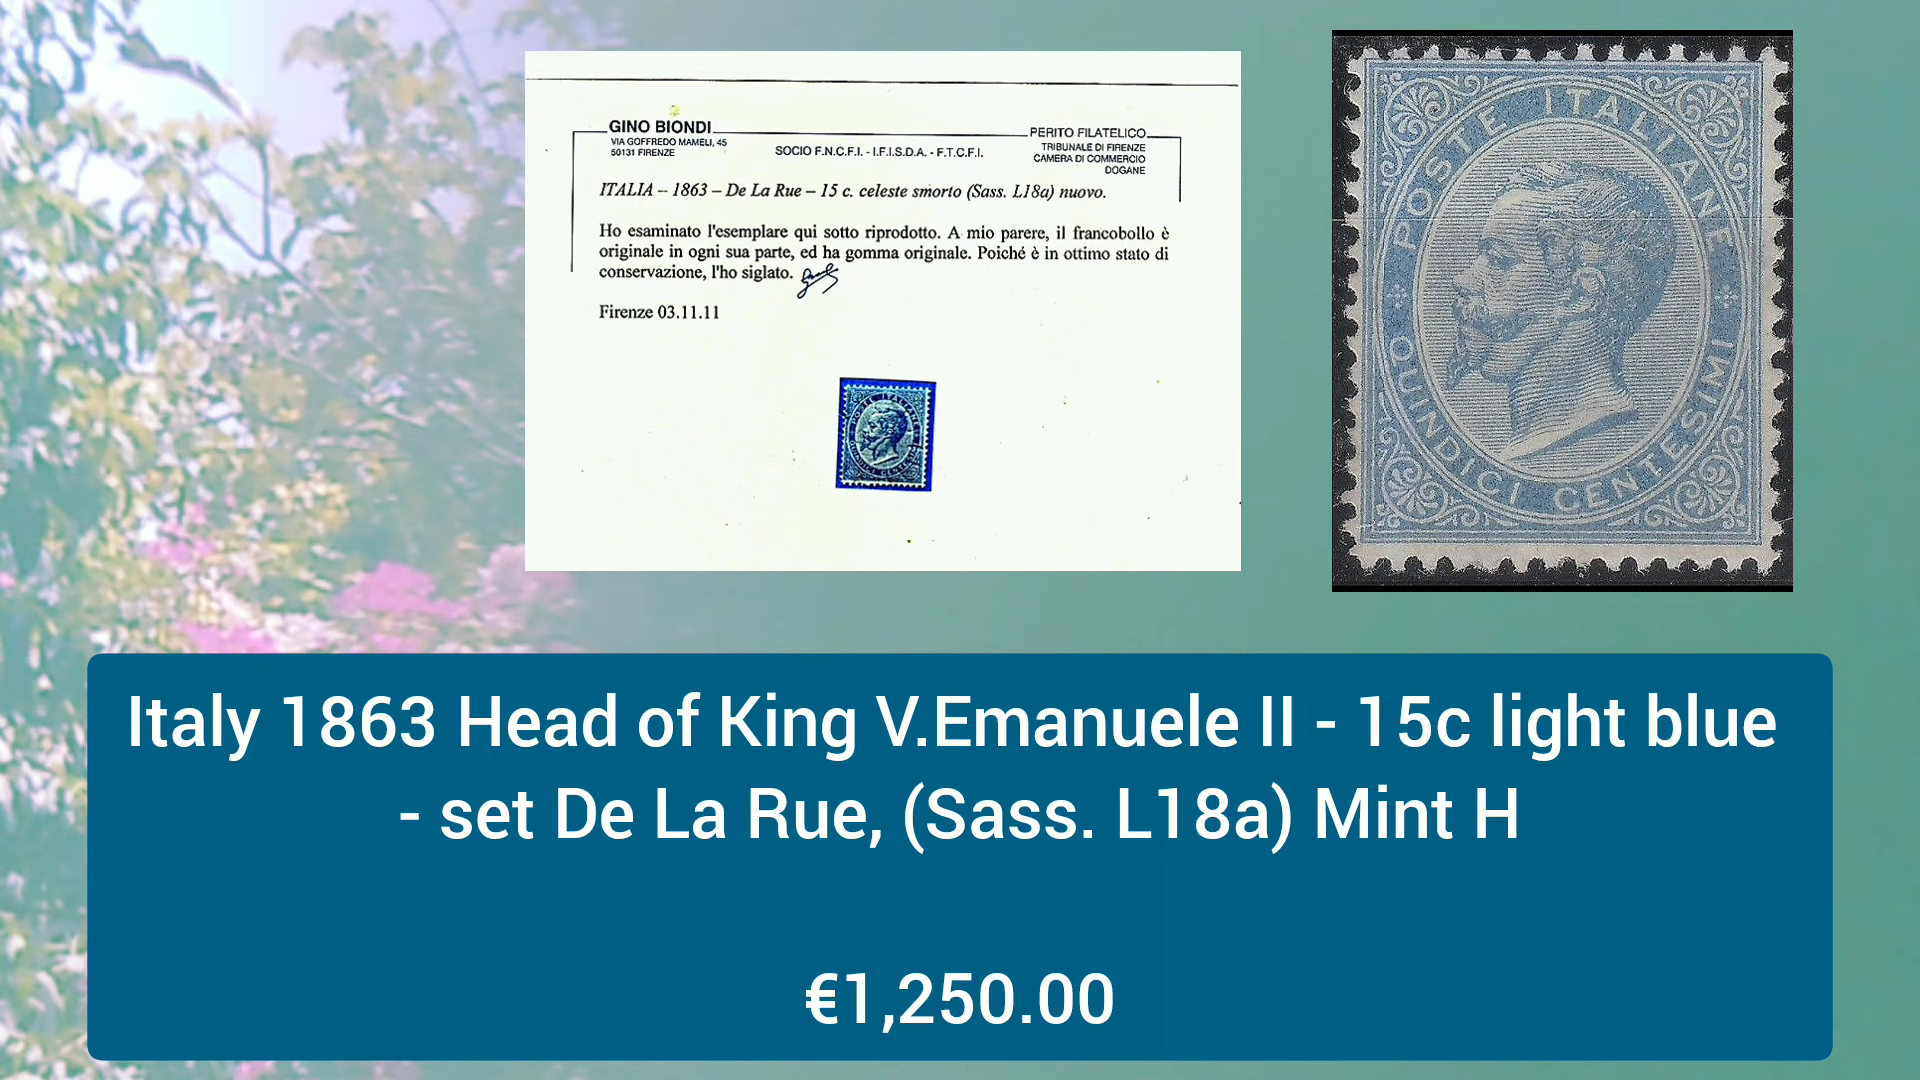 GINO BIONDI
VIA GOFFREDO MAMELI, 45
50131 FIRENZE
SOCIO F.N.C.F.I. - I.F.I.S.D.A. - F.T.C.F.I.
PERITO FILATELICO
TRIBUNALE DI FIRENZE
CAMERA DI COMMERCIO
DOGANE
ITALIA – 1863 – De La Rue – 15 c. celeste smorto (Sass. L18a) nuovo.
Ho esaminato l'esemplare qui sotto riprodotto. A mio parere, il francobollo è
originale in ogni sua parte, ed ha gomma originale. Poiché è in ottimo stato di
conservazione, l'ho siglato.
Firenze 03.11.11
POSTE ITALIANE
QUINDICI CENTESIMI
POSTE ITALIANE
QUINDICI CENTESIMI
Italy 1863 Head of King V.Emanuele II - 15c light blue
- set De La Rue, (Sass. L18a) Mint H
€1,250.00